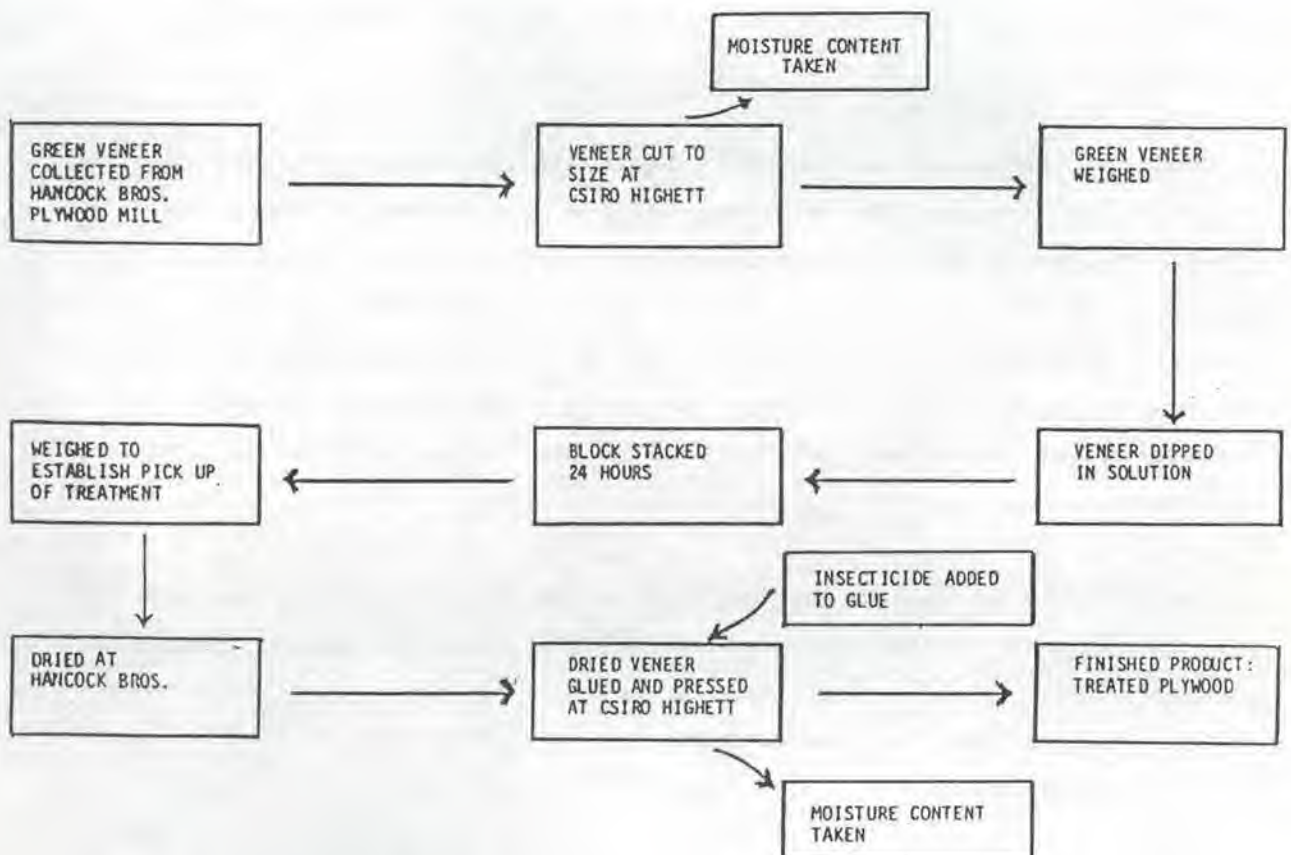 MOISTURE CONTENT
TAKEN
GREEN VENEER
COLLECTED FROM
HANCOCK BROS.
PLYWOOD MILL
VENEER CUT TO
SIZE AT
CSIRO HIGHETT
GREEN VENEER
WEIGHED
VENEER DIPPED
IN SOLUTION
BLOCK STACKED
24 HOURS
WEIGHED TO
ESTABLISH PICK UP
OF TREATMENT
DRIED AT
HANCOCK BROS.
INSECTICIDE ADDED
TO GLUE
DRIED VENEER
GLUED AND PRESSED
AT CSIRO HIGHETT
FINISHED PRODUCT:
TREATED PLYWOOD
MOISTURE CONTENT
TAKEN